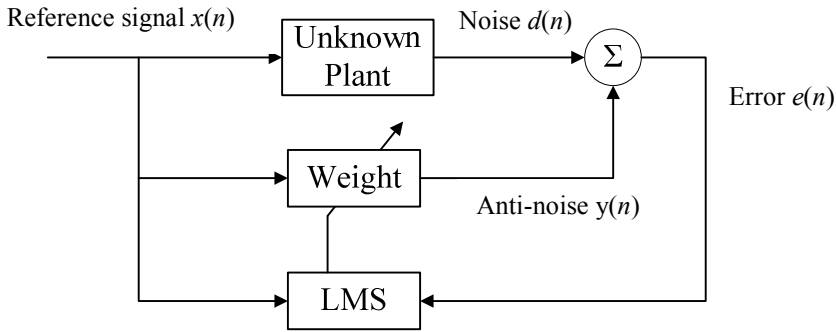 Reference signal x(n)
Unknown
Plant
Noise d(n)
Σ
Error e(n)
Weight
Anti-noise y(n)
LMS